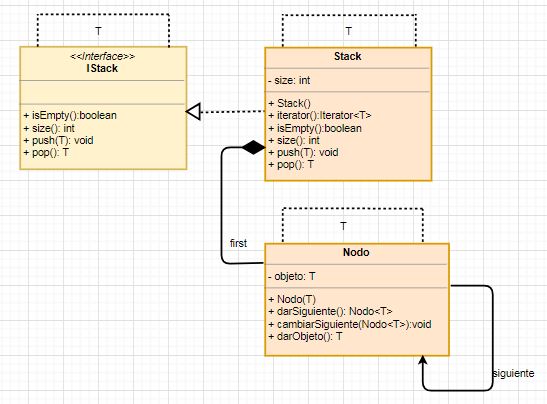 T
<<Interface>>
IStack
+ isEmpty():boolean
+ size(): int
+ push(T): void
+ pop(): T
T
Stack
- size: int
+ Stack()
+ iterator():Iterator<T>
+ isEmpty():boolean
+ size(): int
+ push(T): void
+ pop(): T
first
T
Nodo
- objeto: T
+ Nodo(T)
+ darSiguiente(): Nodo<T>
+ cambiarSiguiente(Nodo<T>):void
+ darObjeto(): T
siguiente